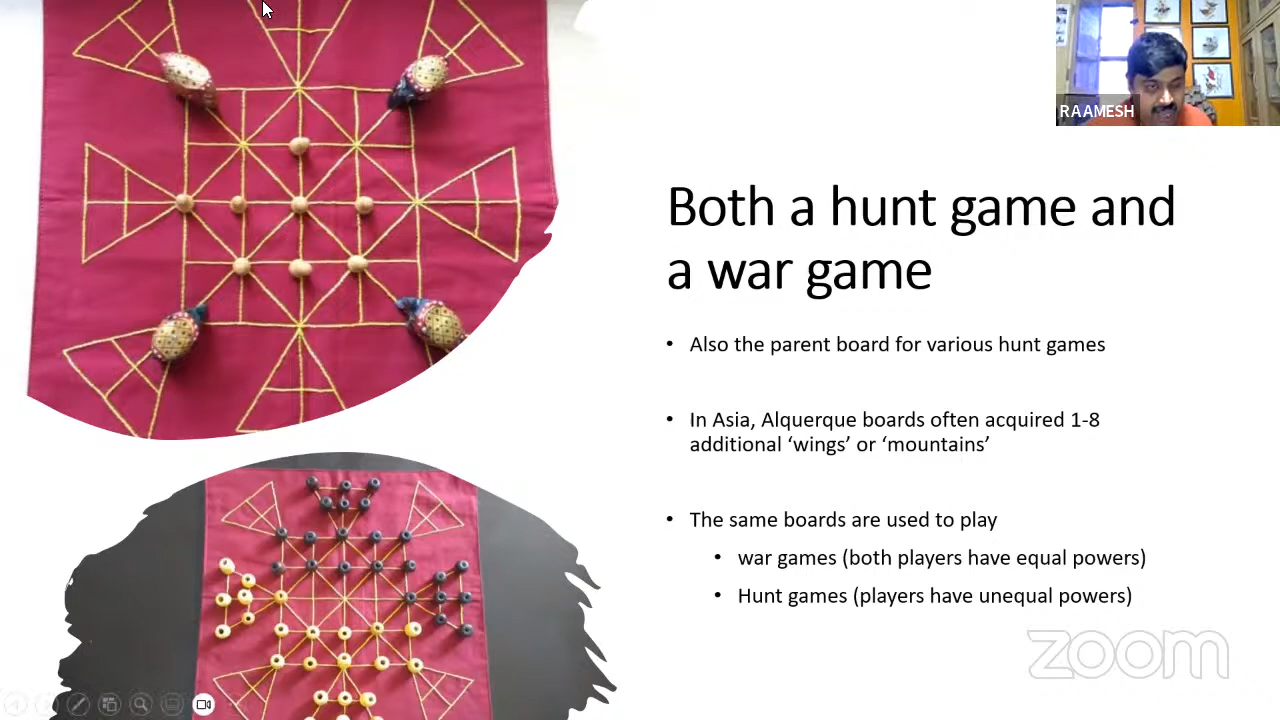 RAAMESH
Both a hunt game and
a war game
• Also the parent board for various hunt games
• In Asia, Alquerque boards often acquired 1-8
additional ‘wings’ or ‘mountains’
• The same boards are used to play
• war games (both players have equal powers)
• Hunt games (players have unequal powers)
zoom